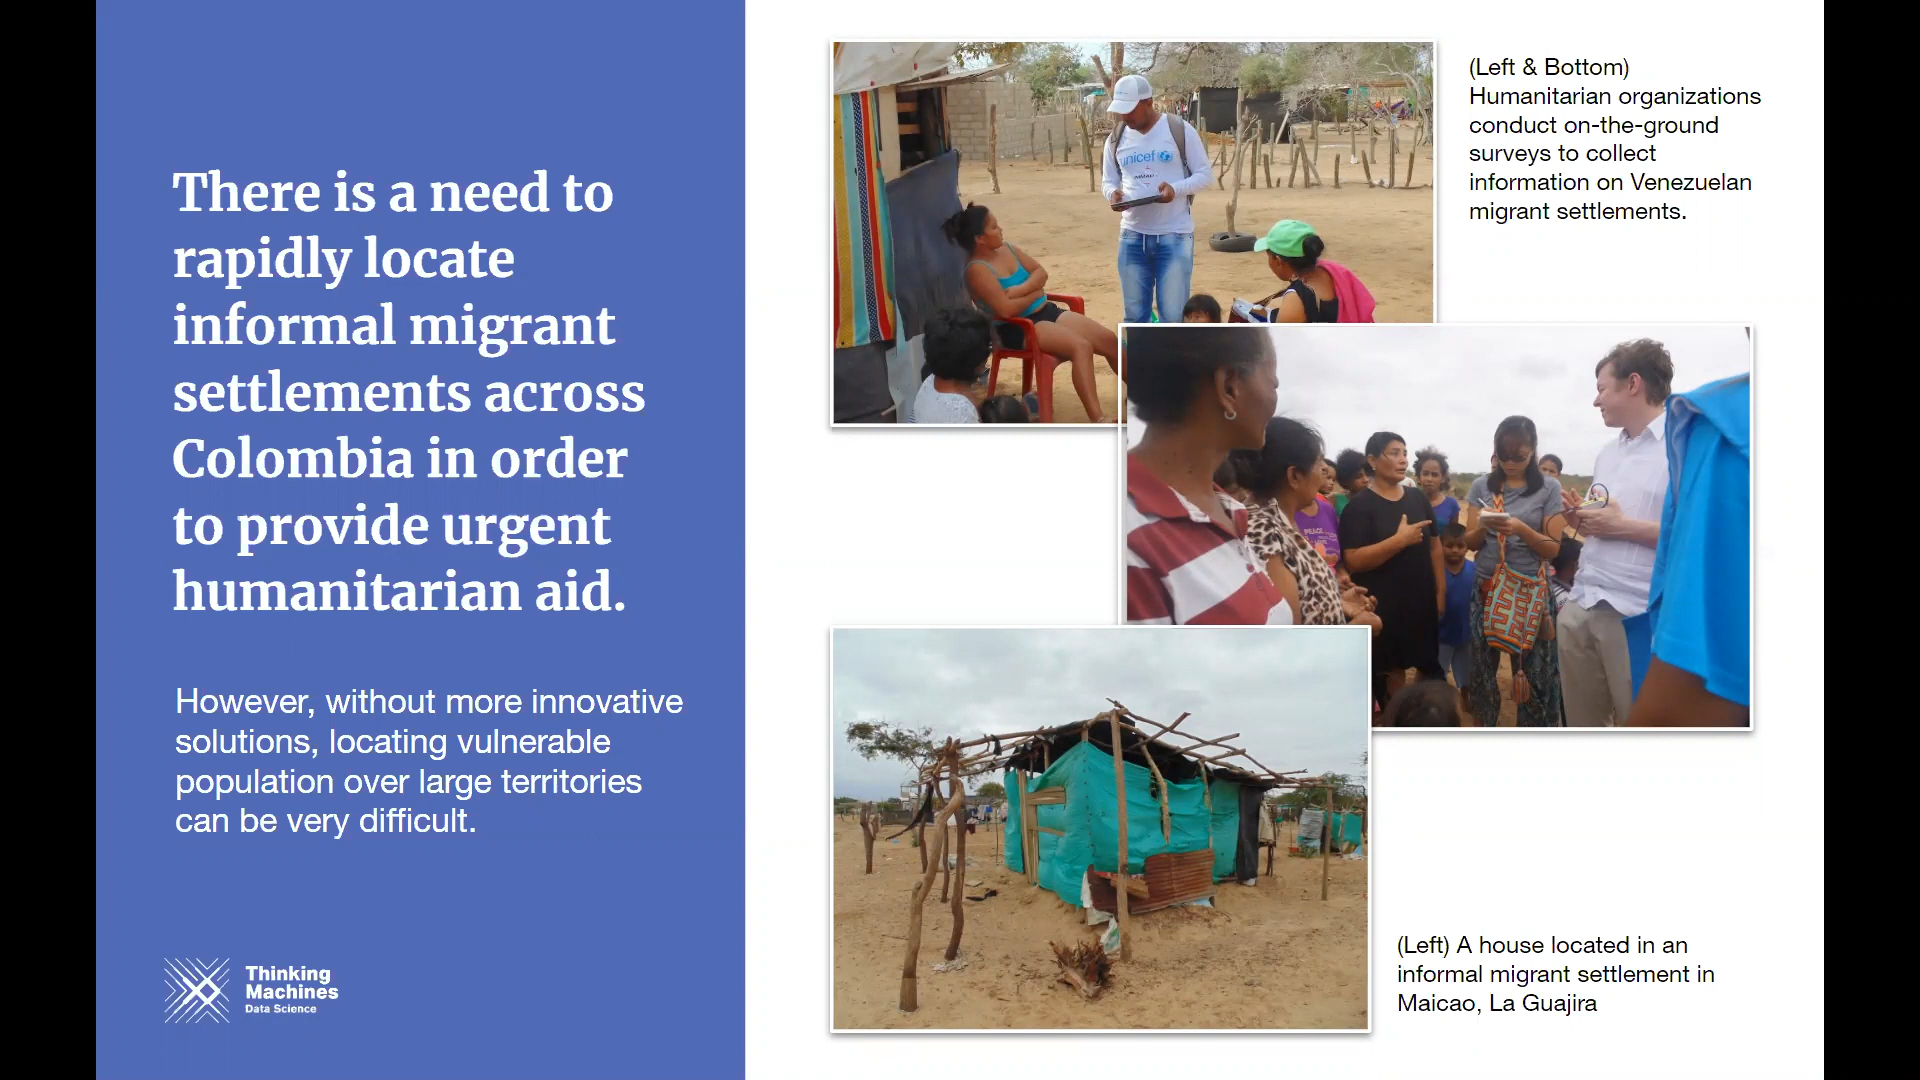 There is a need to
rapidly locate
informal migrant
settlements across
Colombia in order
to provide urgent
humanitarian aid.
However, without more innovative
solutions, locating vulnerable
population over large territories
can be very difficult.
Thinking
Machines
Data Science
(Left & Bottom)
Humanitarian organizations
conduct on-the-ground
surveys to collect
information on Venezuelan
migrant settlements.
unicef
PEACE
(Left) A house located in an
informal migrant settlement in
Maicao, La Guajira